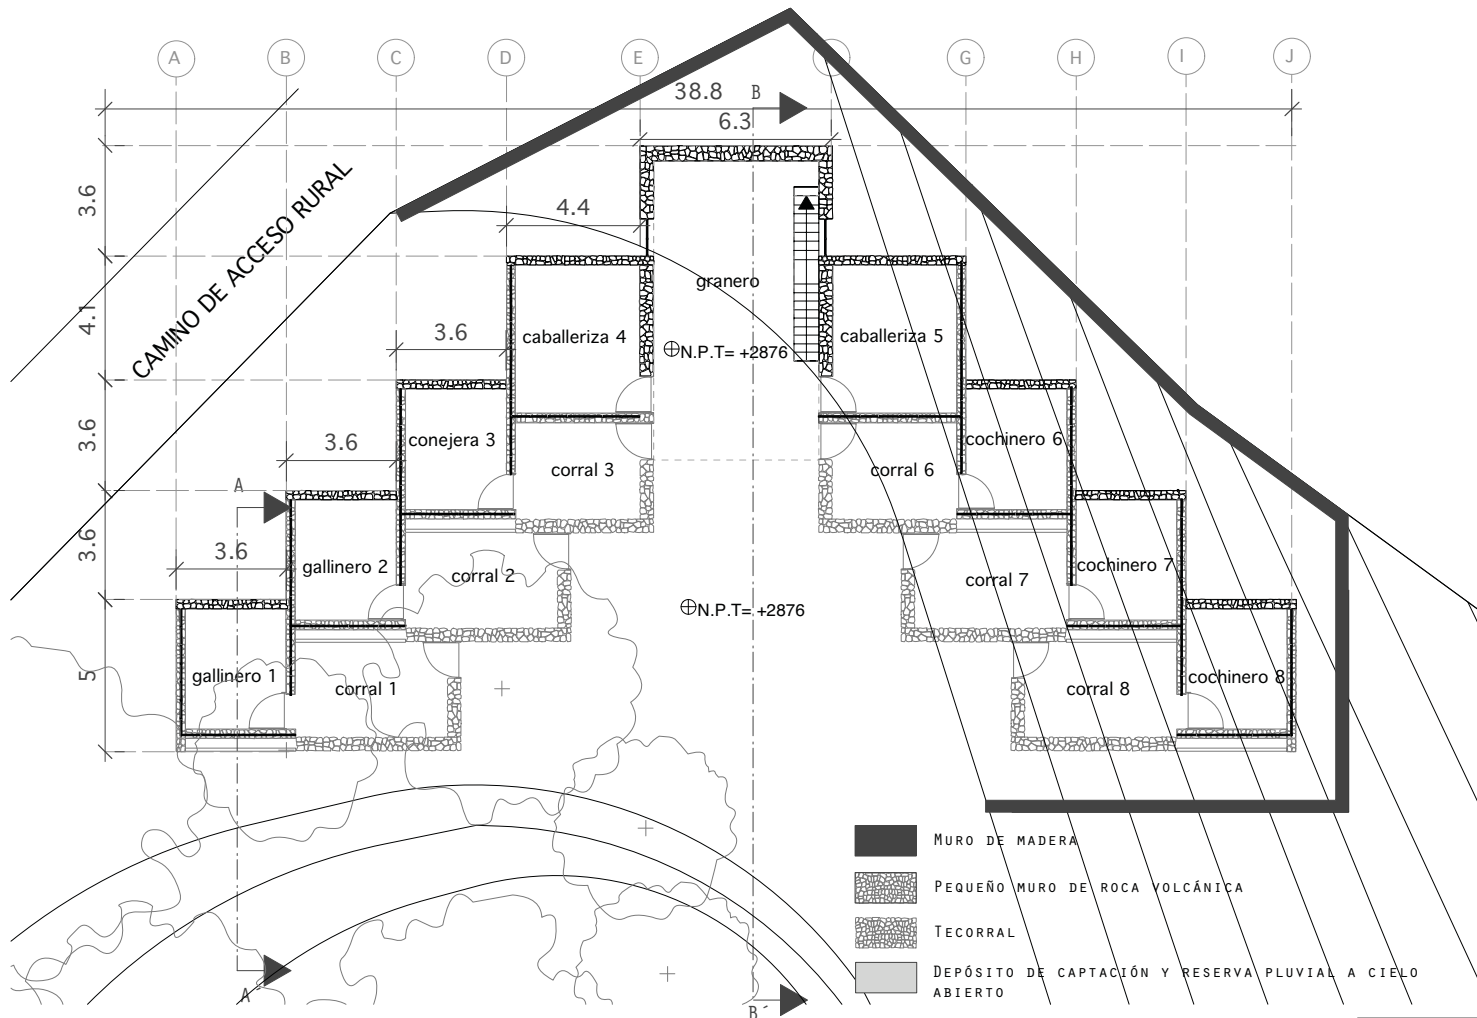 A
B
C
D
E
G
H
I
J
38.8
B
6.3
3.6
CAMINO DE ACCESO RURAL
4.4
granero
4.1
3.6
caballeriza 4
N.P.T= +2876
caballeriza 5
3.6
3.6
conejera 3
corral 3
corral 6
cochinero 6
A
3.6
3.6
gallinero 2
corral 2
corral 7
cochinero 7
N.P.T= +2876
5
gallinero 1
corral 1
corral 8
cochinero 8
MURO DE MADERA
PEQUEÑO MURO DE ROCA VOLCÁNICA
TECORRAL
DEPÓSITO DE CAPTACIÓN Y RESERVA PLUVIAL A CIELO
ABIERTO
A´
B´